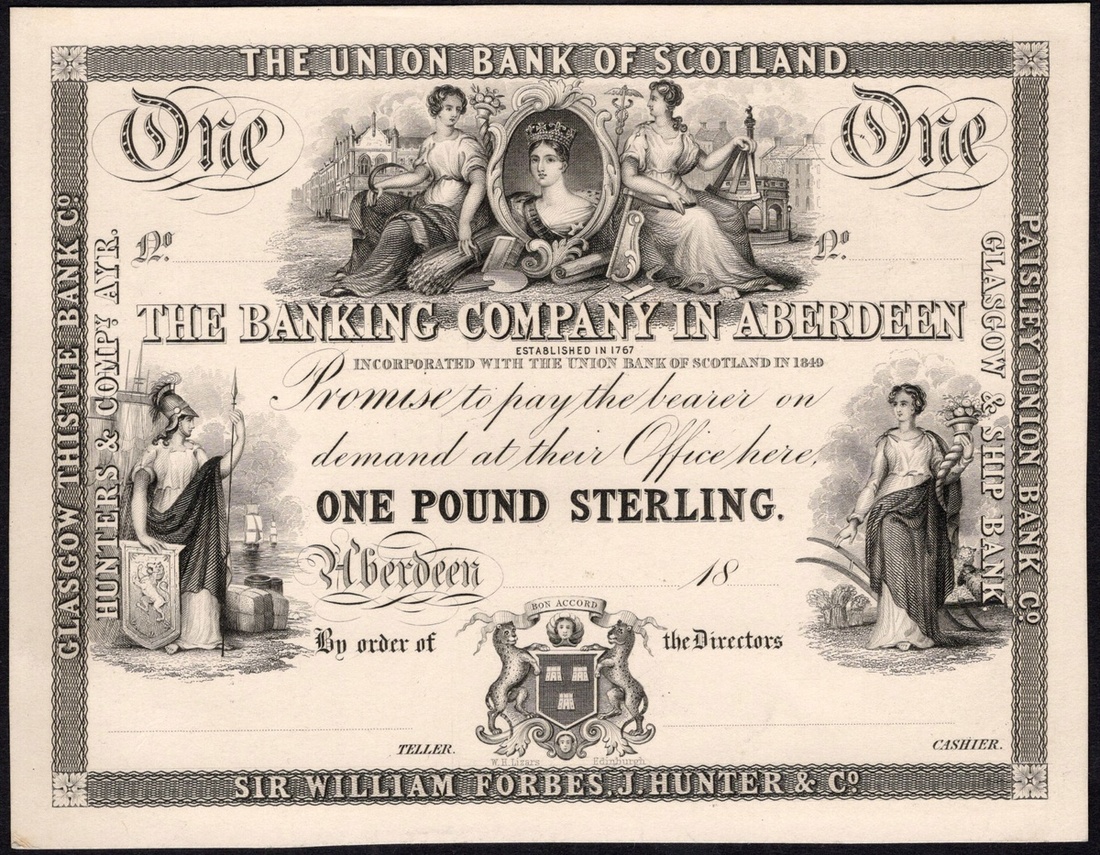 THE UNION BANK OF SCOTLAND.
One
One
No.
No.
GLASGOW THISTLE BANK Co
HUNTERS & COMPY AYR.
PAISLEY UNION BANK Co.
GLASGOW & SHIP BANK.
THE BANKING COMPANY IN ABERDEEN
ESTABLISHED IN 1767
INCORPORATED WITH THE UNION BANK OF SCOTLAND IN 1849
Promise to pay the bearer on
demand at their Office here,
ONE POUND STERLING.
Aberdeen 18
BON ACCORD
By order of the Directors
TELLER.
CASHIER.
W.H. Lizars Edinburgh
SIR WILLIAM FORBES, J. HUNTER & Co